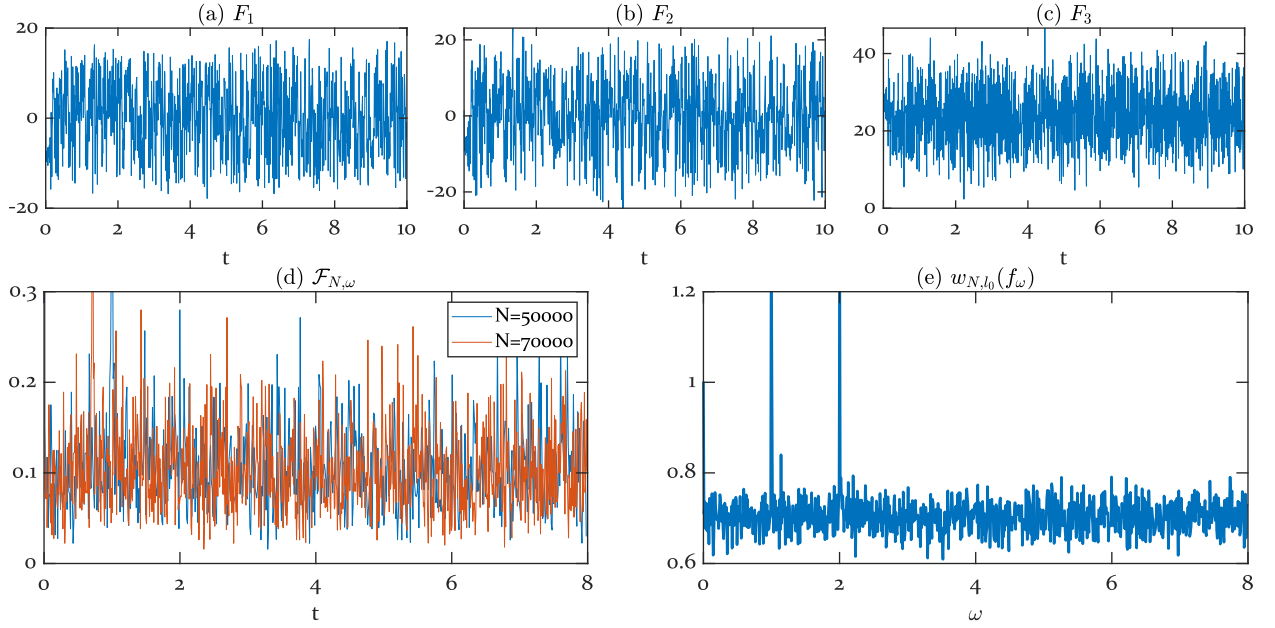 (a) F₁
(b) F₂
(c) F₃
20
0
-20
0 2 4 6 8 10
t
20
0
-20
0 2 4 6 8 10
t
40
20
0
0 2 4 6 8 10
t
(d) ℱ_{N,ω}
0.3
0.2
0.1
0
N=50000
N=70000
0 2 4 6 8
t
(e) w_{N,l₀}(f_ω)
1.2
1
0.8
0.6
0 2 4 6 8
ω